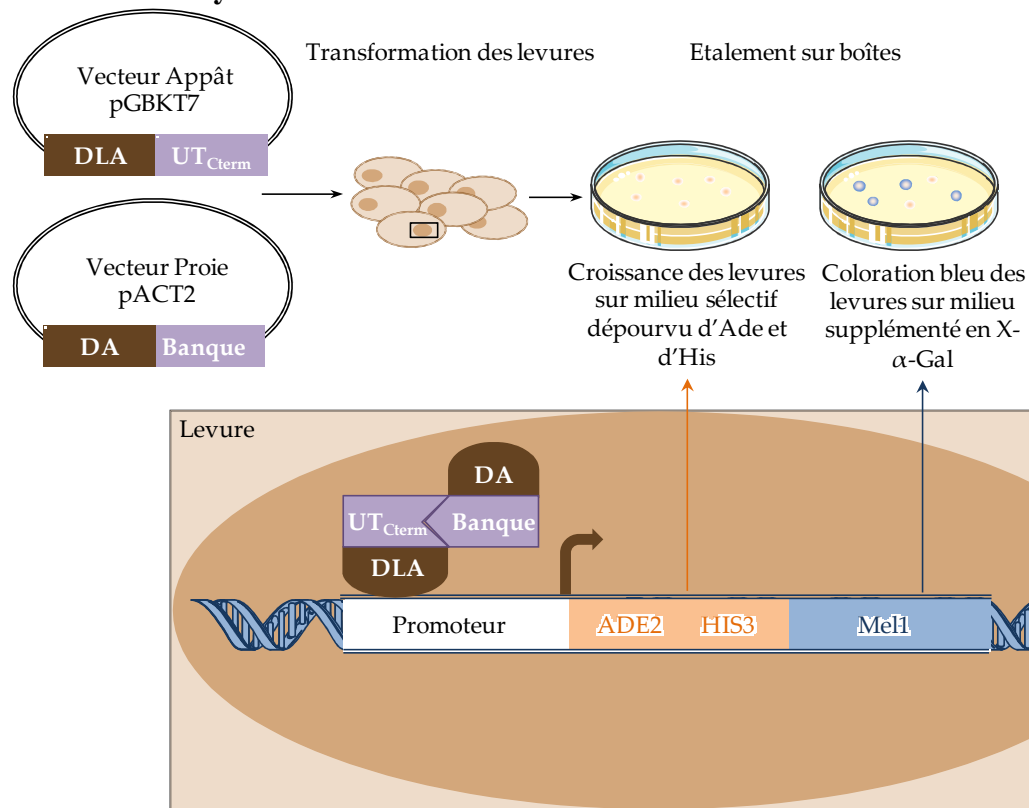 Transformation des levures
Etalement sur boîtes
Vecteur Appât
pGBKT7
DLA
UTCterm
Vecteur Proie
pACT2
DA
Banque
Croissance des levures
sur milieu sélectif
dépourvu d'Ade et
d'His
Coloration bleu des
levures sur milieu
supplémenté en X-
α-Gal
Levure
DA
UTCterm
Banque
DLA
Promoteur
ADE2
HIS3
Mel1